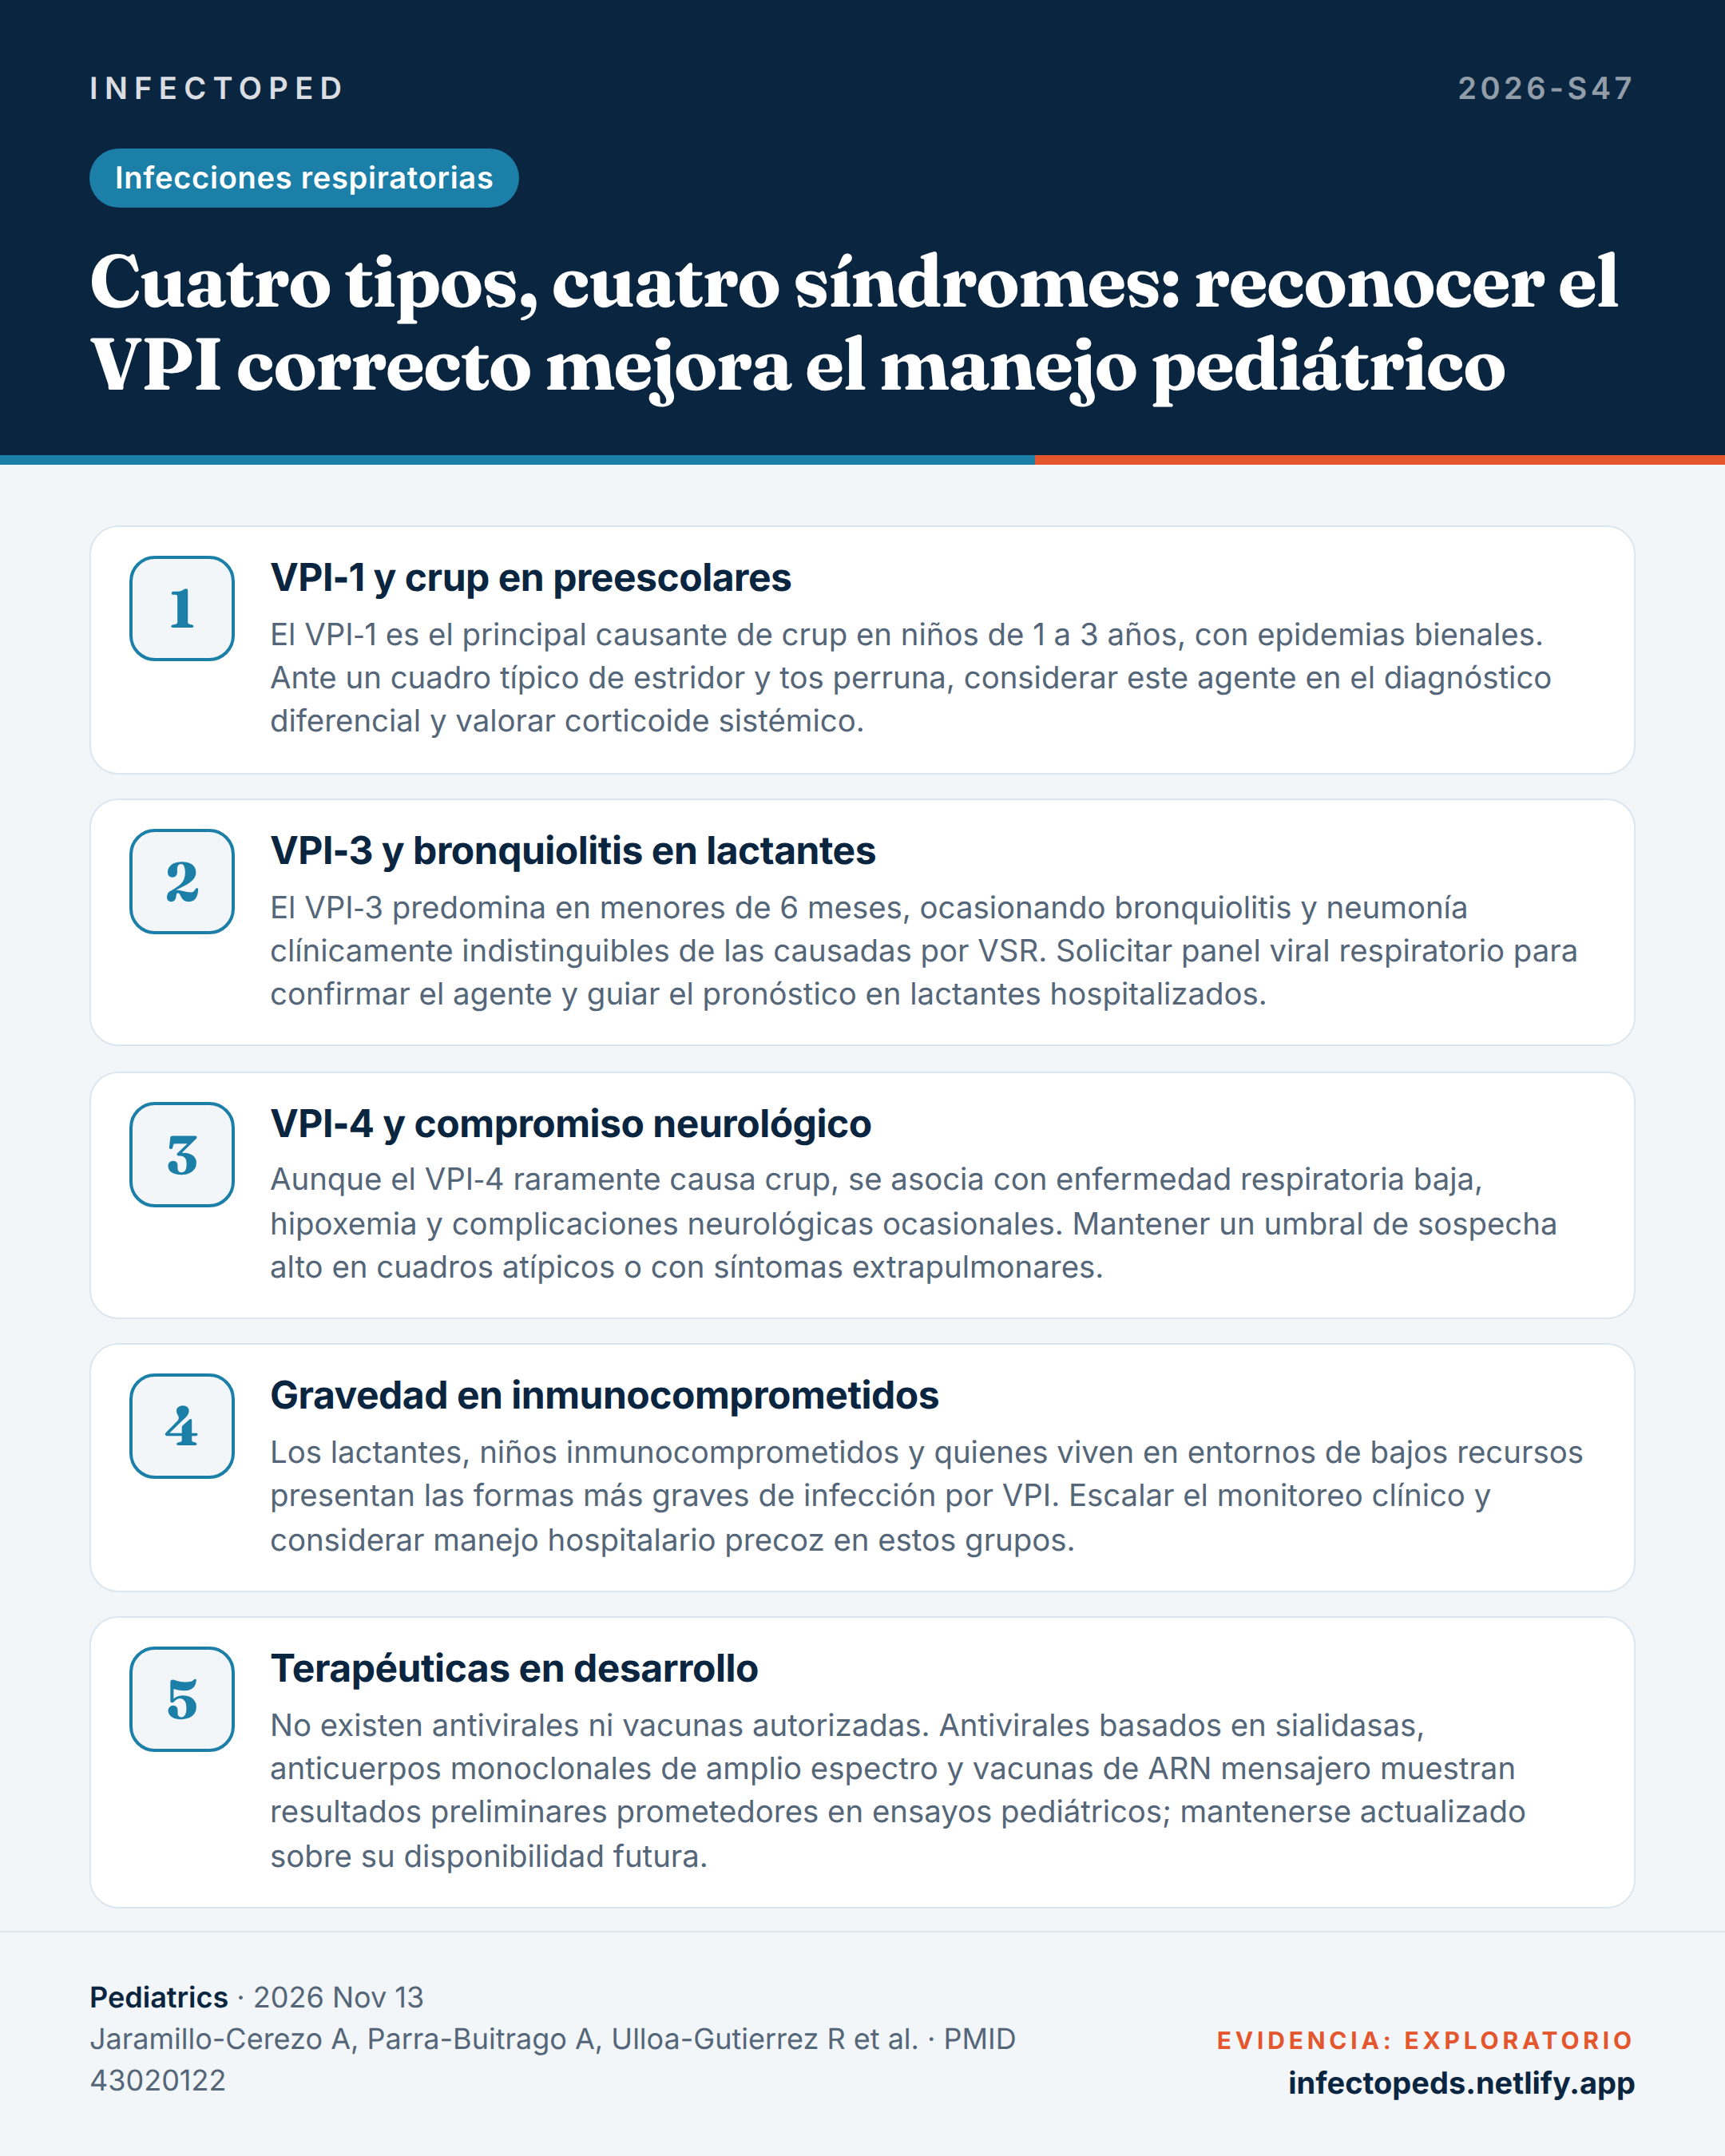 INFECTOPED
2026-S47
Infecciones respiratorias
Cuatro tipos, cuatro síndromes: reconocer el
VPI correcto mejora el manejo pediátrico
1
VPI-1 y crup en preescolares
El VPI-1 es el principal causante de crup en niños de 1 a 3 años, con epidemias bienales.
Ante un cuadro típico de estridor y tos perruna, considerar este agente en el diagnóstico
diferencial y valorar corticoide sistémico.
2
VPI-3 y bronquiolitis en lactantes
El VPI-3 predomina en menores de 6 meses, ocasionando bronquiolitis y neumonía
clínicamente indistinguibles de las causadas por VSR. Solicitar panel viral respiratorio para
confirmar el agente y guiar el pronóstico en lactantes hospitalizados.
3
VPI-4 y compromiso neurológico
Aunque el VPI-4 raramente causa crup, se asocia con enfermedad respiratoria baja,
hipoxemia y complicaciones neurológicas ocasionales. Mantener un umbral de sospecha
alto en cuadros atípicos o con síntomas extrapulmonares.
4
Gravedad en inmunocomprometidos
Los lactantes, niños inmunocomprometidos y quienes viven en entornos de bajos recursos
presentan las formas más graves de infección por VPI. Escalar el monitoreo clínico y
considerar manejo hospitalario precoz en estos grupos.
5
Terapéuticas en desarrollo
No existen antivirales ni vacunas autorizadas. Antivirales basados en sialidasas,
anticuerpos monoclonales de amplio espectro y vacunas de ARN mensajero muestran
resultados preliminares prometedores en ensayos pediátricos; mantenerse actualizado
sobre su disponibilidad futura.
Pediatrics · 2026 Nov 13
Jaramillo-Cerezo A, Parra-Buitrago A, Ulloa-Gutierrez R et al. · PMID
43020122
EVIDENCIA: EXPLORATORIO
infectopeds.netlify.app